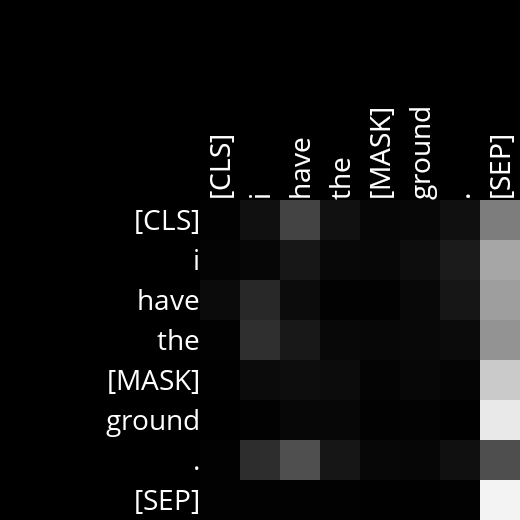 [CLS] i have the [MASK] ground . [SEP]
[CLS]
i
have
the
[MASK]
ground
.
[SEP]